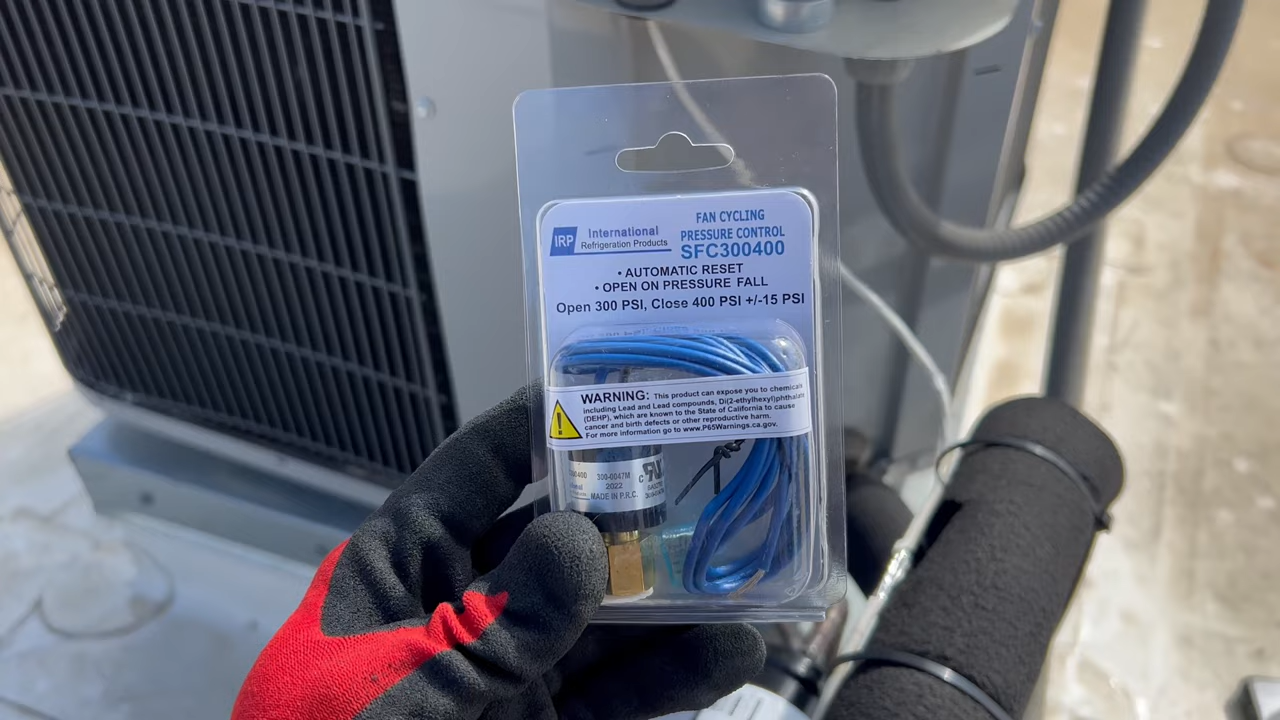 FAN CYCLING
IRP International
Refrigeration Products
PRESSURE CONTROL
SFC300400
• AUTOMATIC RESET
• OPEN ON PRESSURE FALL
Open 300 PSI, Close 400 PSI +/-15 PSI
WARNING: This product can expose you to chemicals
including Lead and Lead compounds, Di(2-ethylhexyl)phthalate
(DEHP), which are known to the State of California to cause
cancer and birth defects or other reproductive harm.
For more information go to www.P65Warnings.ca.gov.
300-0047M
2022
MADE IN P.R.C.